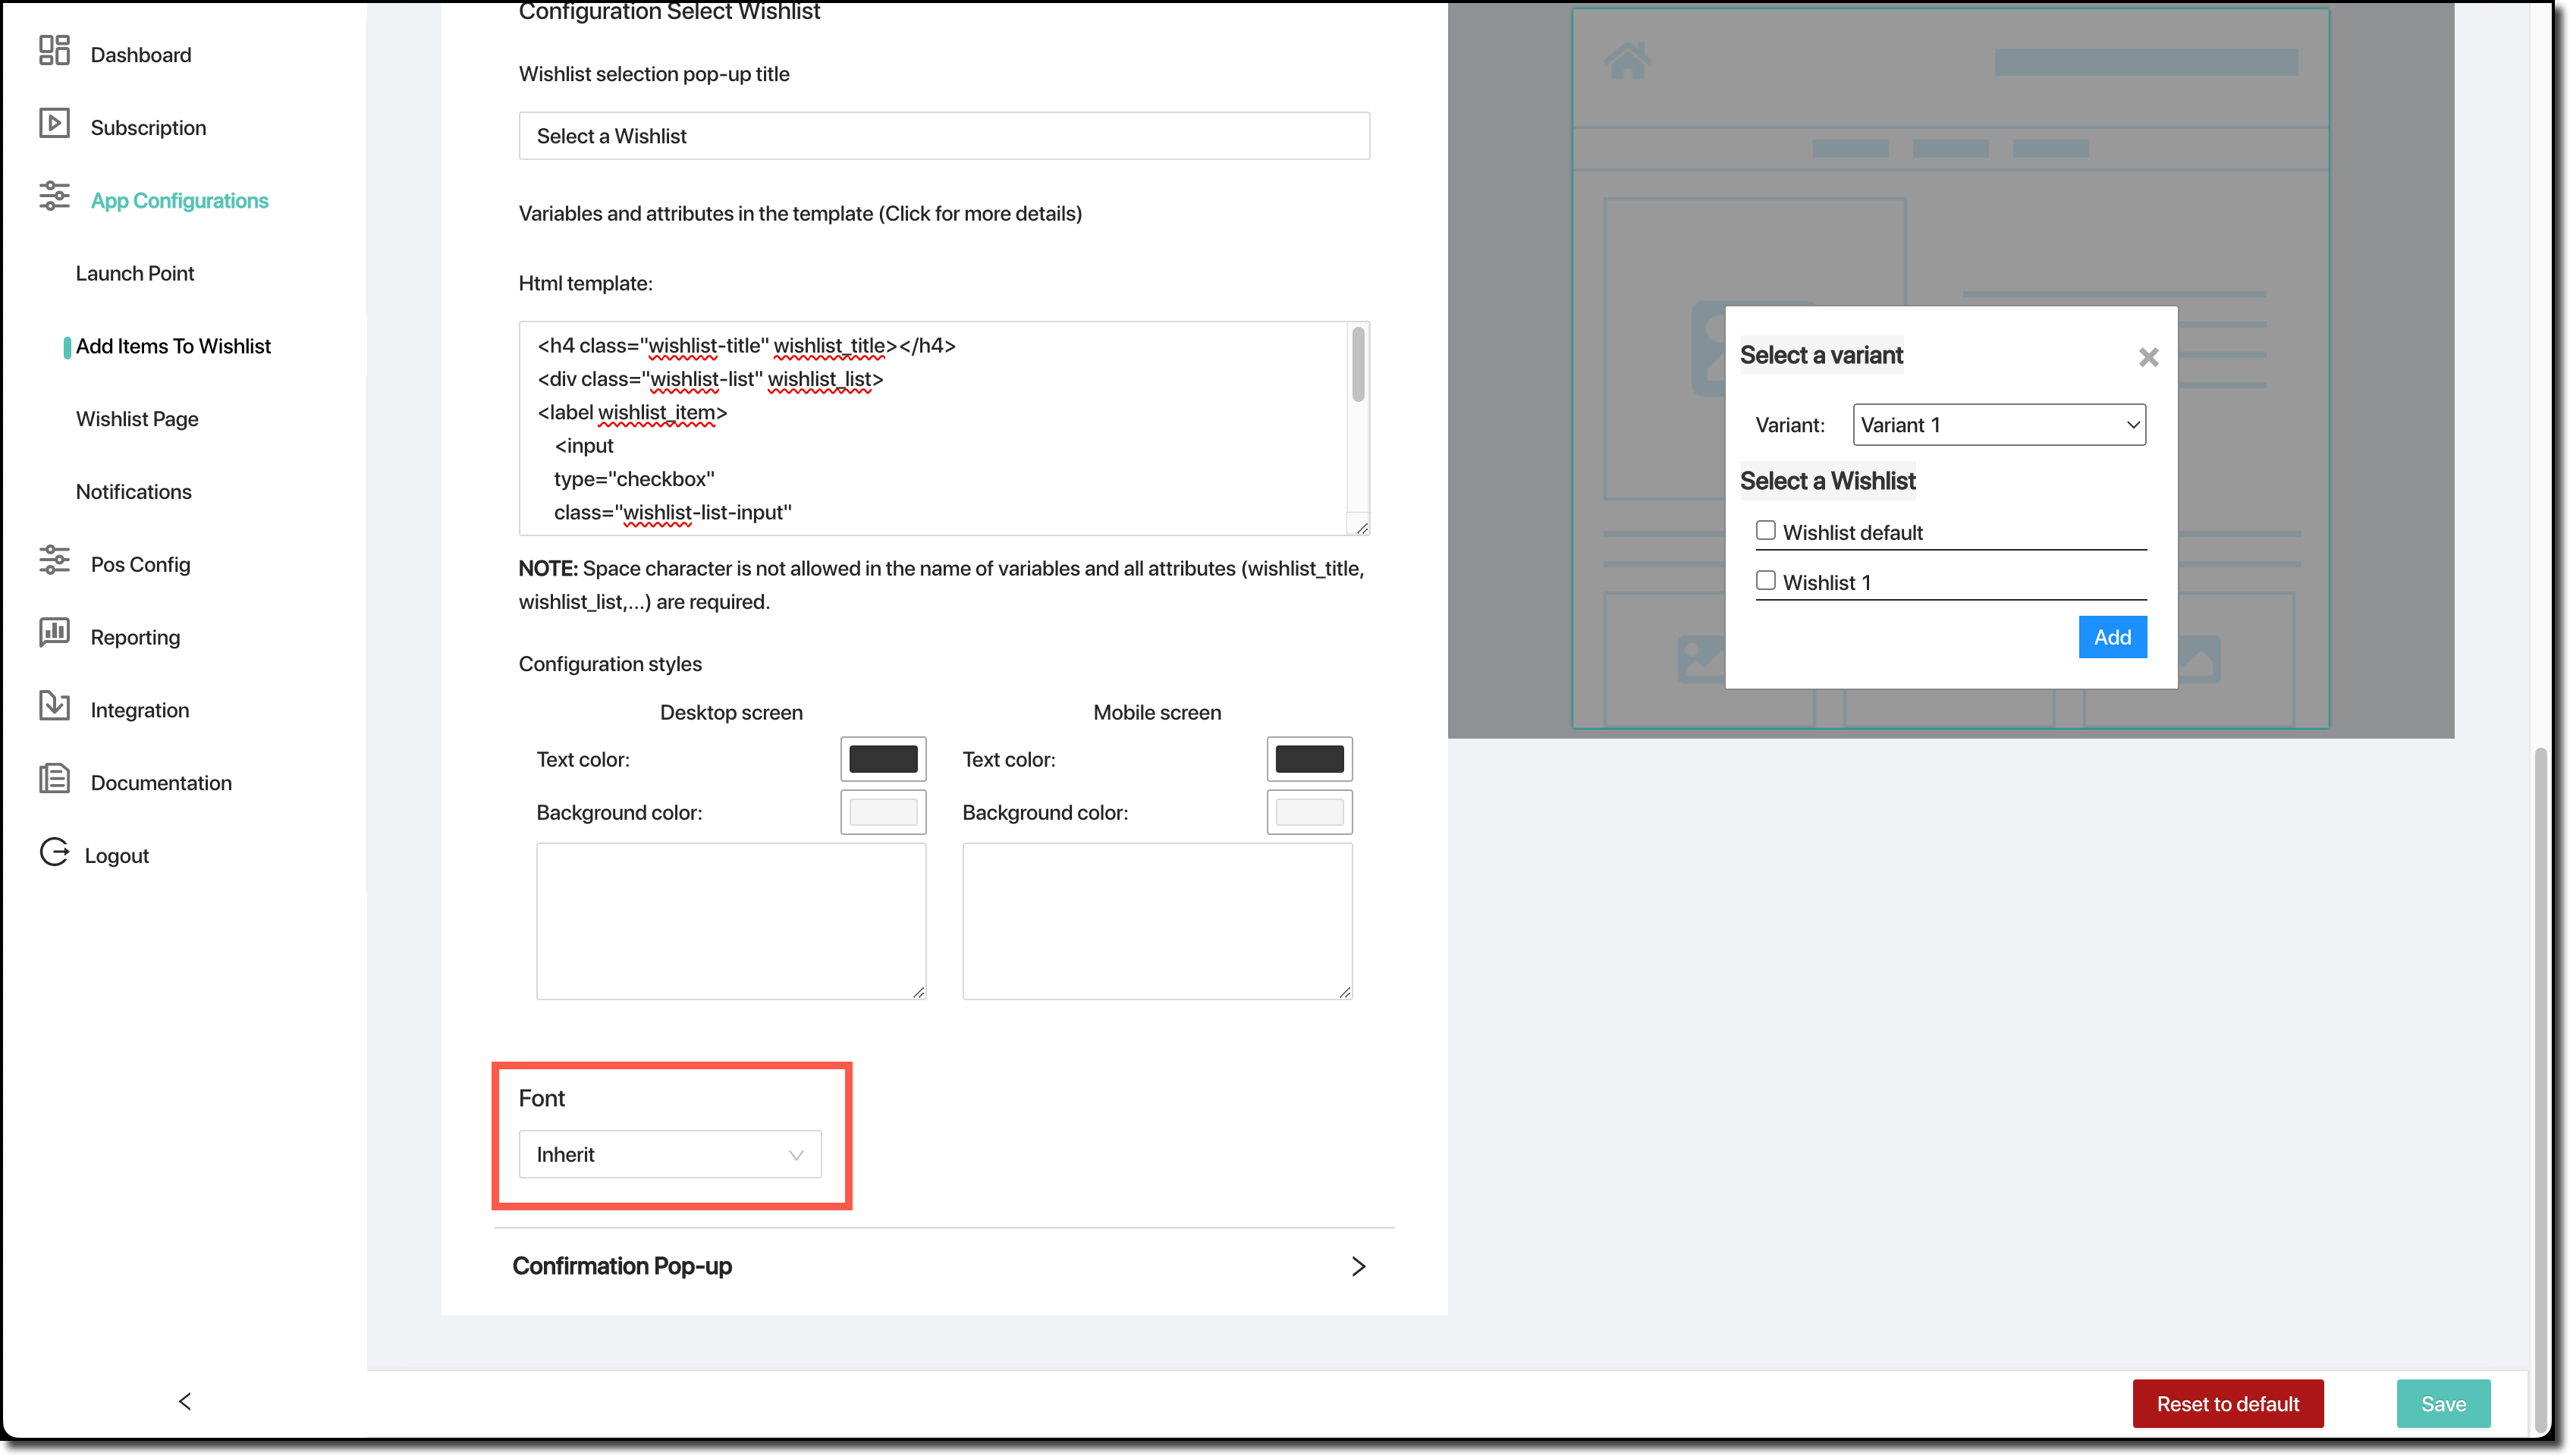 Dashboard
Subscription
App Configurations
Launch Point
Add Items To Wishlist
Wishlist Page
Notifications
Pos Config
Reporting
Integration
Documentation
Logout
Configuration Select Wishlist
Wishlist selection pop-up title
Select a Wishlist
Variables and attributes in the template (Click for more details)
Html template:
<h4 class="wishlist-title" wishlist_title></h4>
<div class="wishlist-list" wishlist_list>
<label wishlist_item>
<input
type="checkbox"
class="wishlist-list-input"
NOTE: Space character is not allowed in the name of variables and all attributes (wishlist_title,
wishlist_list,...) are required.
Configuration styles
Desktop screen
Text color:
Background color:
Mobile screen
Text color:
Background color:
Font
Inherit
Confirmation Pop-up
Select a variant
Variant: Variant 1
Select a Wishlist
Wishlist default
Wishlist 1
Add
Reset to default
Save